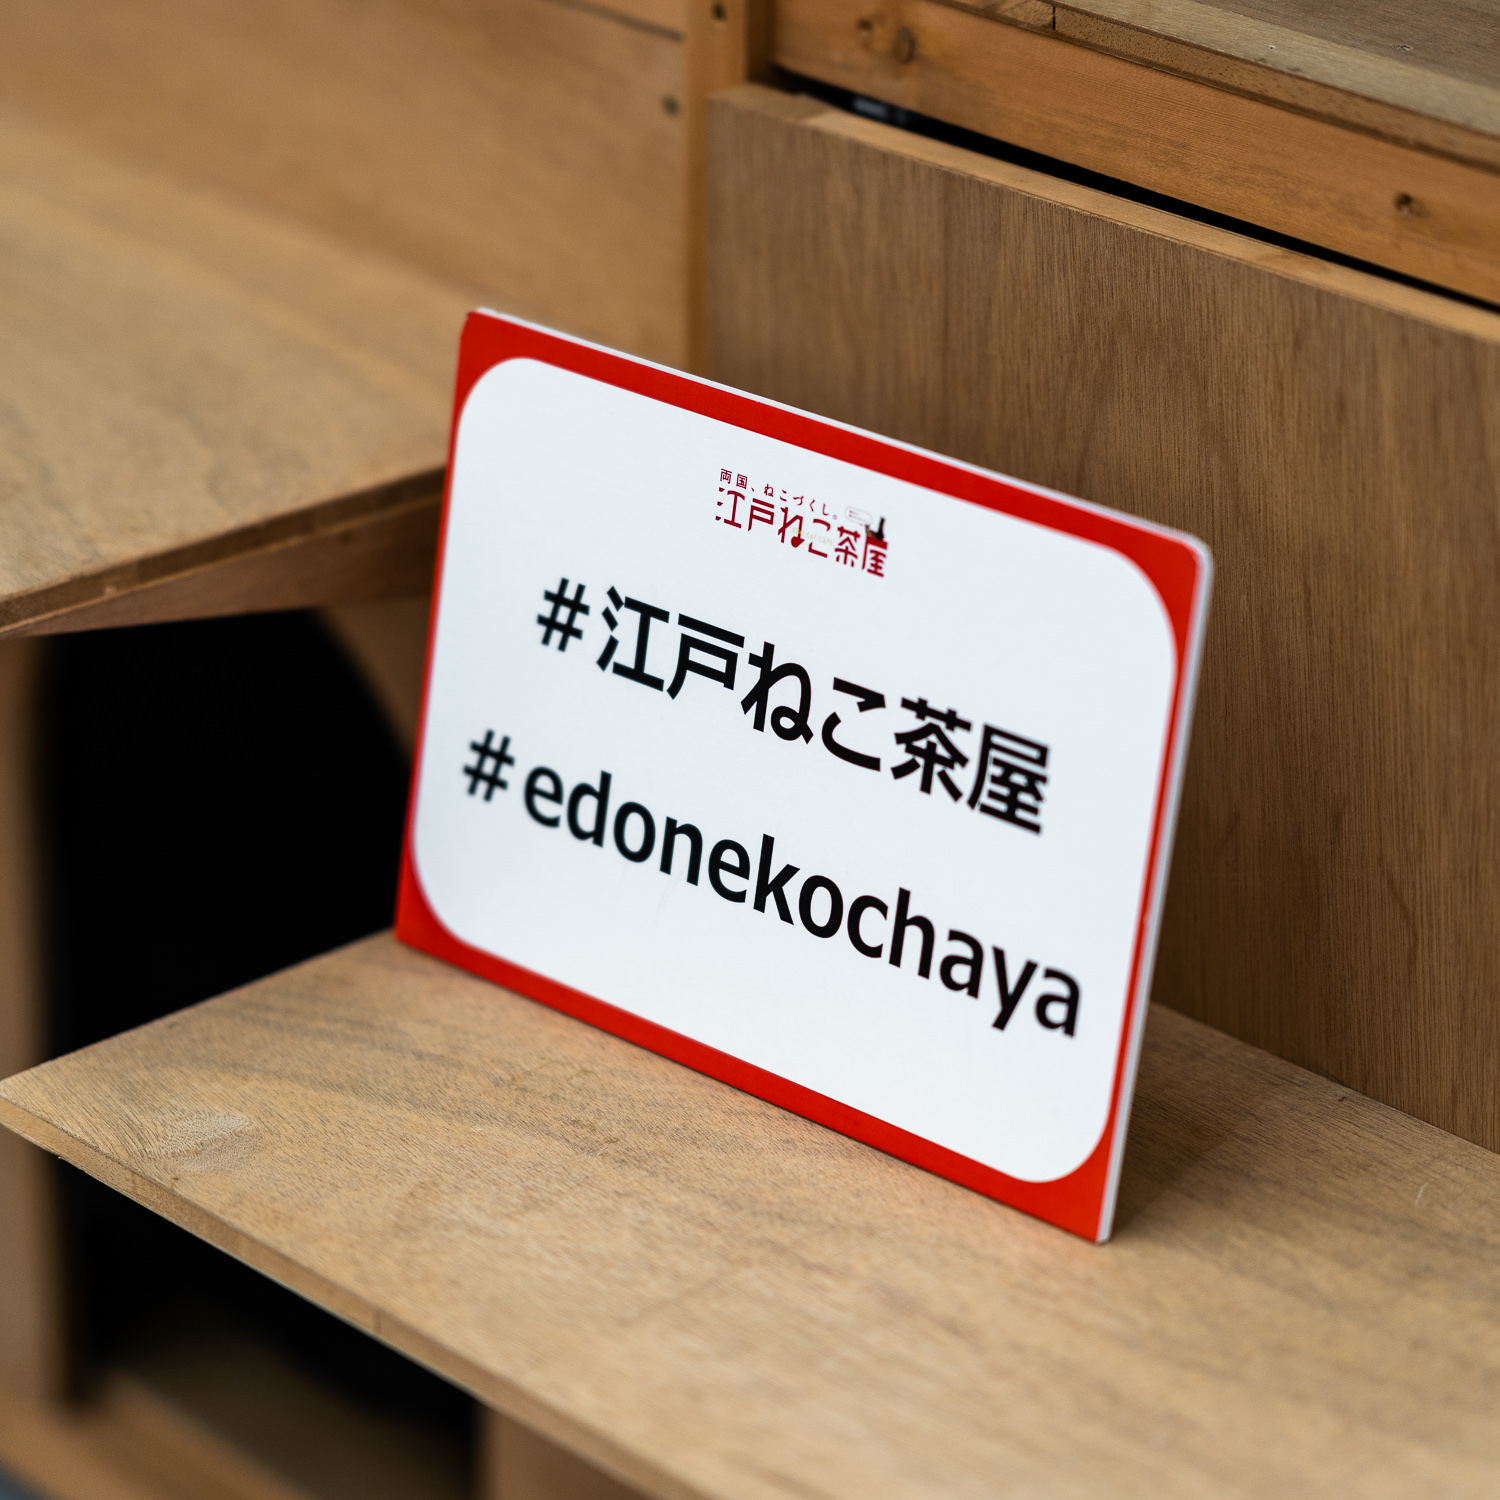 両国、ねこづくし。
江戸ねこ茶屋
#江戸ねこ茶屋
#edonekochaya